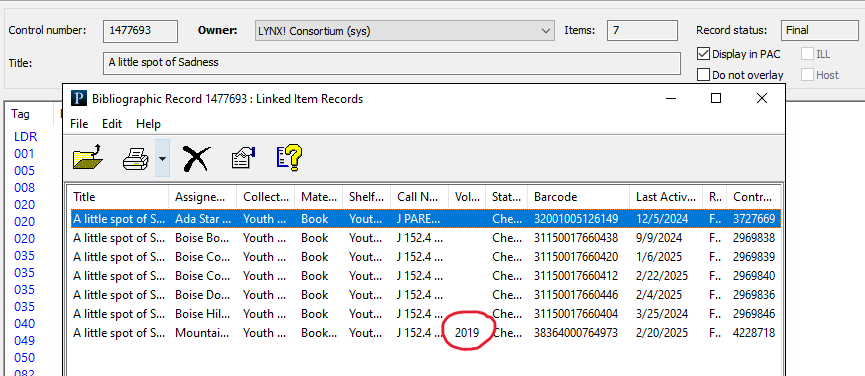 Control number: 1477693 Owner: LYNX! Consortium (sys) Items: 7 Record status: Final
Title: A little spot of Sadness
Display in PAC ILL
Do not overlay Host
Bibliographic Record 1477693 : Linked Item Records
File Edit Help
Tag
LDR
001
005
008
020
020
020
035
035
035
035
040
049
050
082
Title Assigne... Collect... Mate... Shelf... Call N... Vol... Stat... Barcode Last Activ... R.. Contr...
A little spot of S... Ada Star ... Youth ... Book Yout... J PARE... Che... 32001005126149 12/5/2024 F.. 3727669
A little spot of S... Boise Bo... Youth ... Book Yout... J 152.4 ... Che... 31150017660438 9/9/2024 F.. 2969838
A little spot of S... Boise Co... Youth ... Book Yout... J 152.4 ... Che... 31150017660420 1/6/2025 F.. 2969839
A little spot of S... Boise Co... Youth ... Book Yout... J 152.4 ... Che... 31150017660412 2/22/2025 F.. 2969840
A little spot of S... Boise Do... Youth ... Book Yout... J 152.4 ... Che... 31150017660446 2/4/2025 F.. 2969836
A little spot of S... Boise Hil... Youth ... Book Yout... J 152.4 ... Che... 31150017660404 3/25/2024 F.. 2969846
A little spot of S... Mountai... Youth ... Book... Yout... J 152.4 ... 2019 Che... 38364000764973 2/20/2025 F.. 4228718